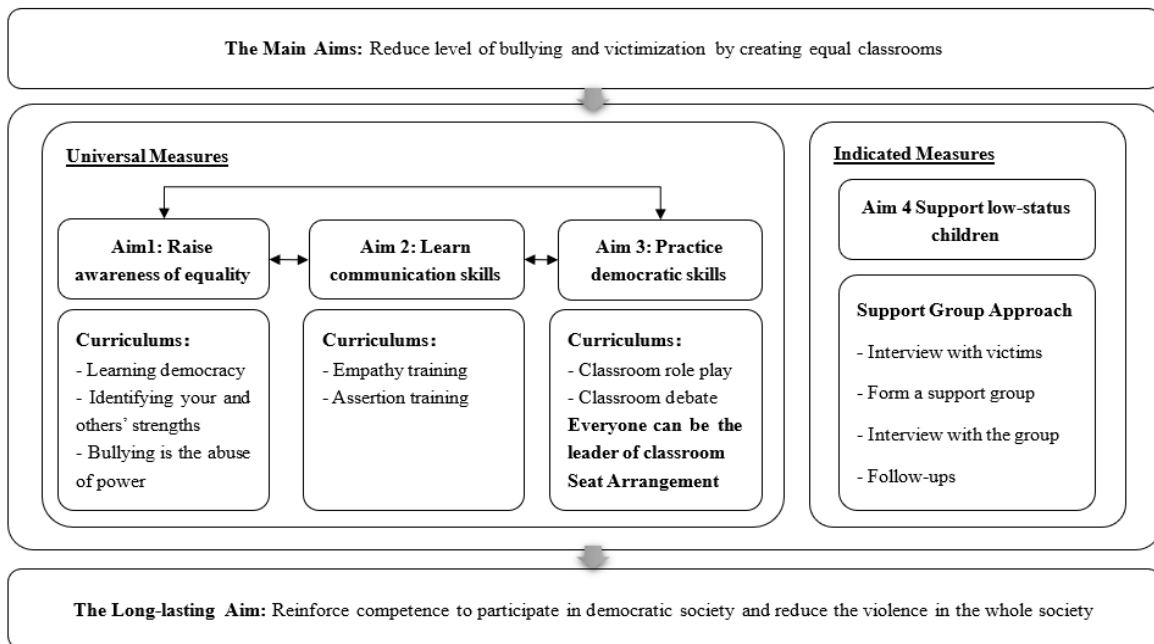 The Main Aims: Reduce level of bullying and victimization by creating equal classrooms
Universal Measures
Aim1: Raise
awareness of equality
Aim 2: Learn
communication skills
Aim 3: Practice
democratic skills
Curriculums:
- Learning democracy
- Identifying your and
others’ strengths
- Bullying is the abuse
of power
Curriculums:
- Empathy training
- Assertion training
Curriculums:
- Classroom role play
- Classroom debate
Everyone can be the
leader of classroom
Seat Arrangement
Indicated Measures
Aim 4 Support low-status
children
Support Group Approach
- Interview with victims
- Form a support group
- Interview with the group
- Follow-ups
The Long-lasting Aim: Reinforce competence to participate in democratic society and reduce the violence in the whole society